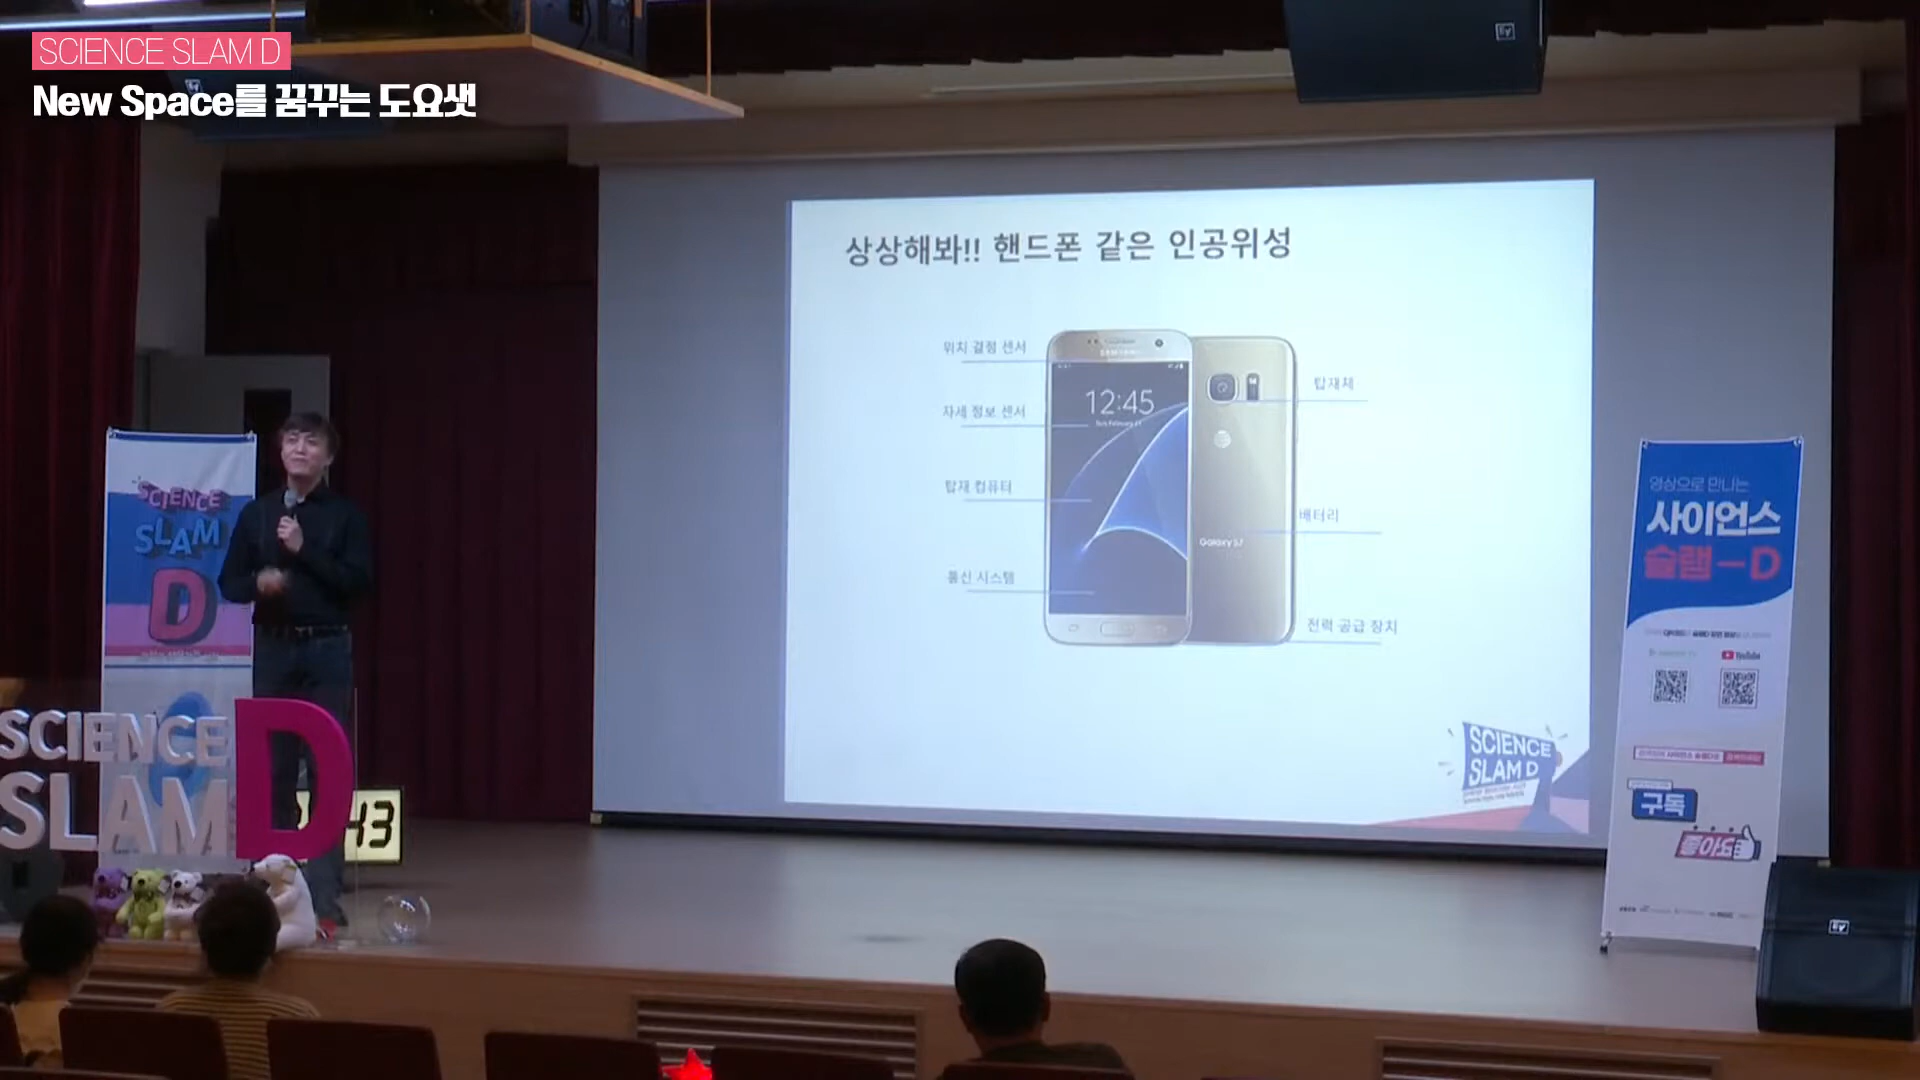 SCIENCE SLAM D
New Space를 꿈꾸는 도요샛
상상해봐!! 핸드폰 같은 인공위성
위치 결정 센서
자세 정보 센서
탑재 컴퓨터
통신 시스템
12:45
탑재체
배터리
Galaxy S7
전력 공급 장치
SCIENCE
SLAM D
SCIENCE
SLAM
D
SCIENCE
SLAM D
43
영상으로 만나는
사이언스
슬램-D
YouTube
구독
좋아요